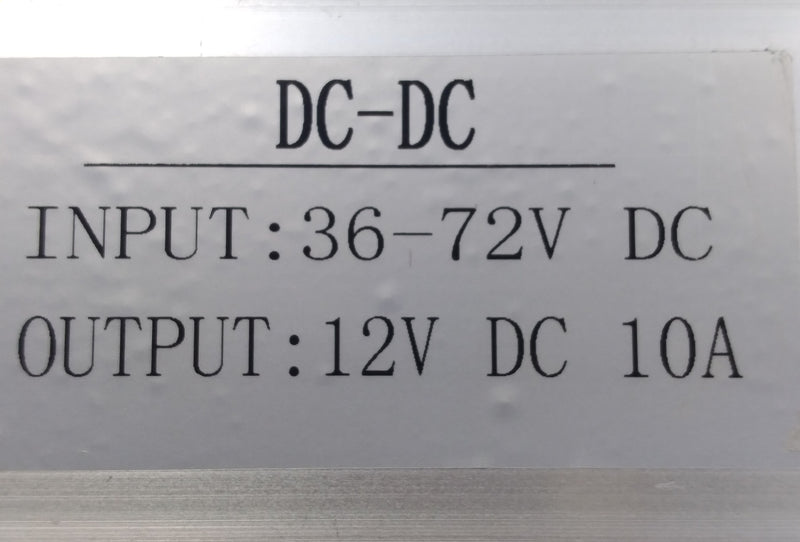 DC-DC
INPUT:36-72V DC
OUTPUT:12V DC 10A